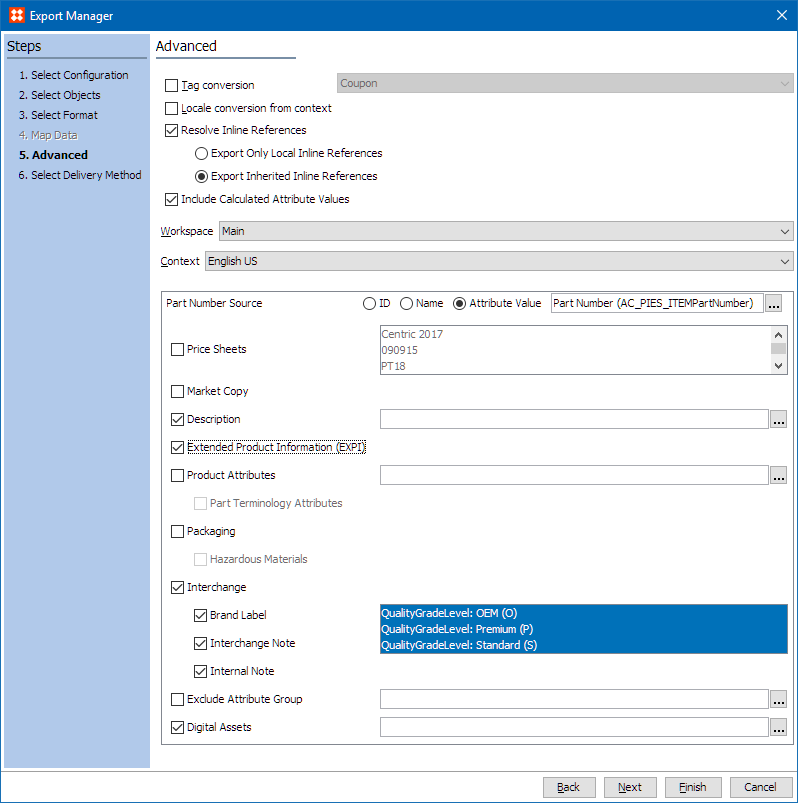 Export Manager
Steps
1. Select Configuration
2. Select Objects
3. Select Format
4. Map Data
5. Advanced
6. Select Delivery Method
Advanced
Tag conversion Coupon
Locale conversion from context
Resolve Inline References
Export Only Local Inline References
Export Inherited Inline References
Include Calculated Attribute Values
Workspace Main
Context English US
Part Number Source ID Name Attribute Value Part Number (AC_PIES_ITEMPartNumber) ...
Price Sheets
Centric 2017
090915
PT18
Market Copy
Description ...
Extended Product Information (EXPI)
Product Attributes ...
Part Terminology Attributes
Packaging
Hazardous Materials
Interchange
Brand Label QualityGradeLevel: OEM (O)
QualityGradeLevel: Premium (P)
Interchange Note QualityGradeLevel: Standard (S)
Internal Note
Exclude Attribute Group ...
Digital Assets ...
Back Next Finish Cancel